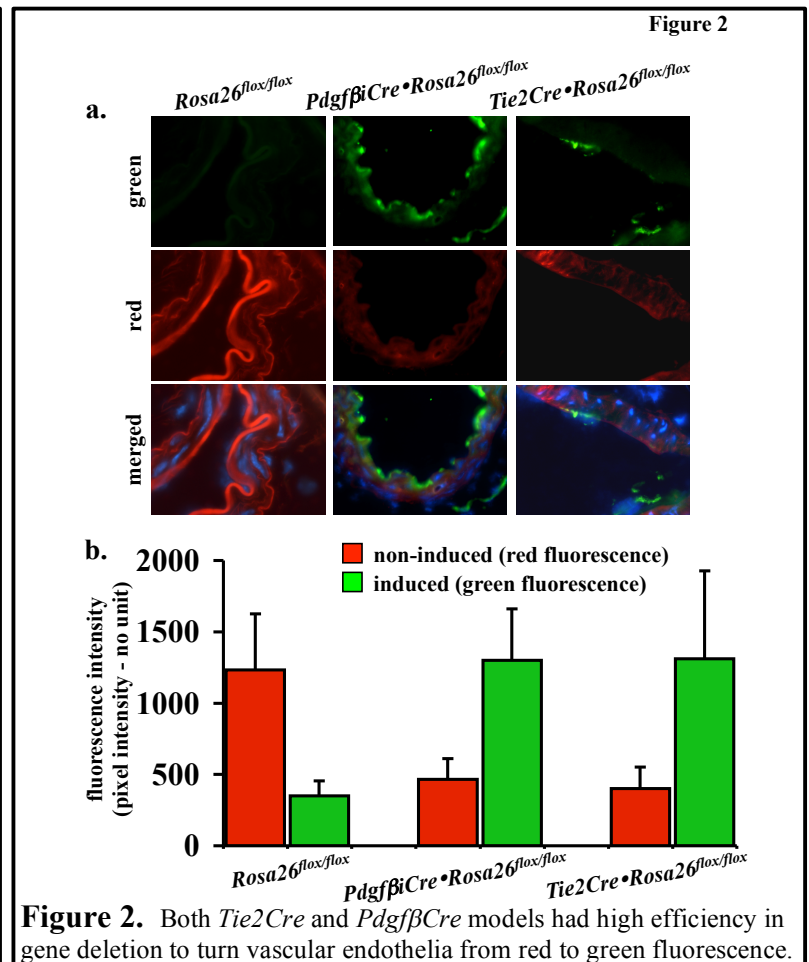 Figure 2
Rosa26flox/flox PdgfβiCre•Rosa26flox/flox Tie2Cre•Rosa26flox/flox
a.
green
red
merged
b.
non-induced (red fluorescence)
induced (green fluorescence)
fluorescence intensity
(pixel intensity - no unit)
2000
1500
1000
500
0
Rosa26flox/flox PdgfβiCre•Rosa26flox/flox Tie2Cre•Rosa26flox/flox
Figure 2. Both Tie2Cre and PdgfβCre models had high efficiency in
gene deletion to turn vascular endothelia from red to green fluorescence.